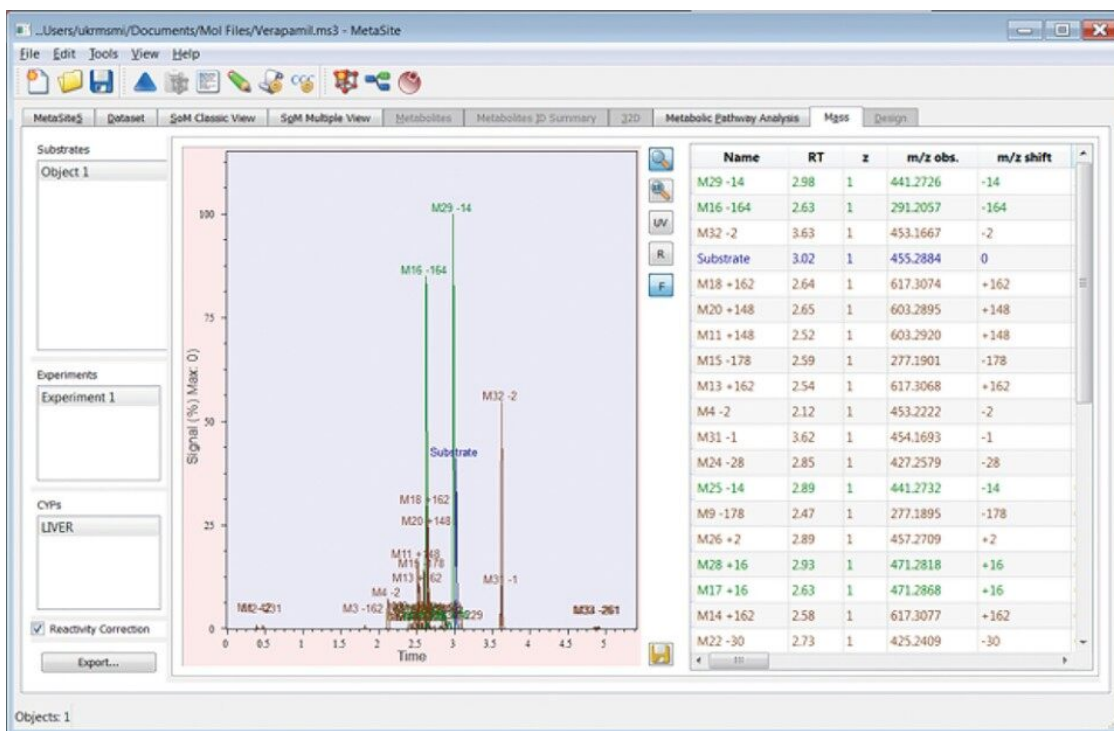 ...Users/ukrmsmi/Documents/Mol Files/Verapamil.ms3 - MetaSite
File Edit Tools View Help
CGC
MetaSite5 Dataset SoM Classic View SoM Multiple View Metabolites Metabolites ID Summary 32D Metabolic Pathway Analysis Mass Design
Substrates
Object 1
Experiments
Experiment 1
CYPs
LIVER
Reactivity Correction
Export...
Objects: 1
Signal (%) Max: 0)
100
75
50
25
0
M29 -14
M16 -164
M32 -2
Substrate
M18 +162
M20 +148
M11 +148
M15 -178
M13 +162
M31 -1
M4 -2
M3 -162
0 0.5 1 1.5 2 2.5 3 3.5 4 4.5 5
Time
UV
R
F
Name RT z m/z obs. m/z shift
M29 -14 2.98 1 441.2726 -14
M16 -164 2.63 1 291.2057 -164
M32 -2 3.63 1 453.1667 -2
Substrate 3.02 1 455.2884 0
M18 +162 2.64 1 617.3074 +162
M20 +148 2.65 1 603.2895 +148
M11 +148 2.52 1 603.2920 +148
M15 -178 2.59 1 277.1901 -178
M13 +162 2.54 1 617.3068 +162
M4 -2 2.12 1 453.2222 -2
M31 -1 3.62 1 454.1693 -1
M24 -28 2.85 1 427.2579 -28
M25 -14 2.89 1 441.2732 -14
M9 -178 2.47 1 277.1895 -178
M26 +2 2.89 1 457.2709 +2
M28 +16 2.93 1 471.2818 +16
M17 +16 2.63 1 471.2868 +16
M14 +162 2.58 1 617.3077 +162
M22 -30 2.73 1 425.2409 -30